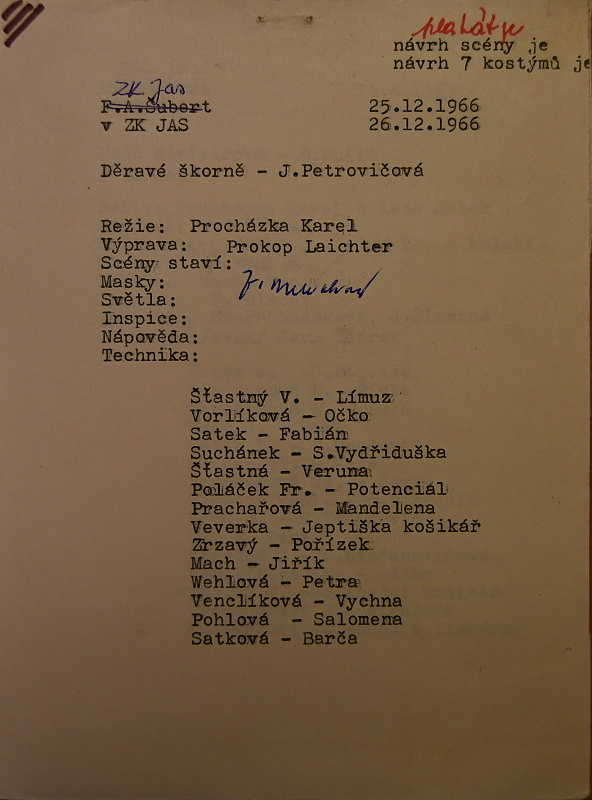 plakát je
návrh scény je
návrh 7 kostýmů je
ZK Jas
F.A.Šubert 25.12.1966
v ZK JAS 26.12.1966
Děravé škorně - J.Petrovičová
Režie: Procházka Karel
Výprava: Prokop Laichter
Scény staví:
Masky:
Světla:
Inspice:
Nápověda:
Technika:
Šťastný V. - Límuz
Vorlíková - Očko
Satek - Fabián
Suchánek - S.Vydřiduška
Šťastná - Veruna
Poláček Fr. - Potenciál
Prachařová - Mandelena
Veverka - Jeptiška košikář
Zrzavý - Pořízek
Mach - Jiřík
Wehlová - Petra
Venclíková - Vychna
Pohlová - Salomena
Satková - Barča